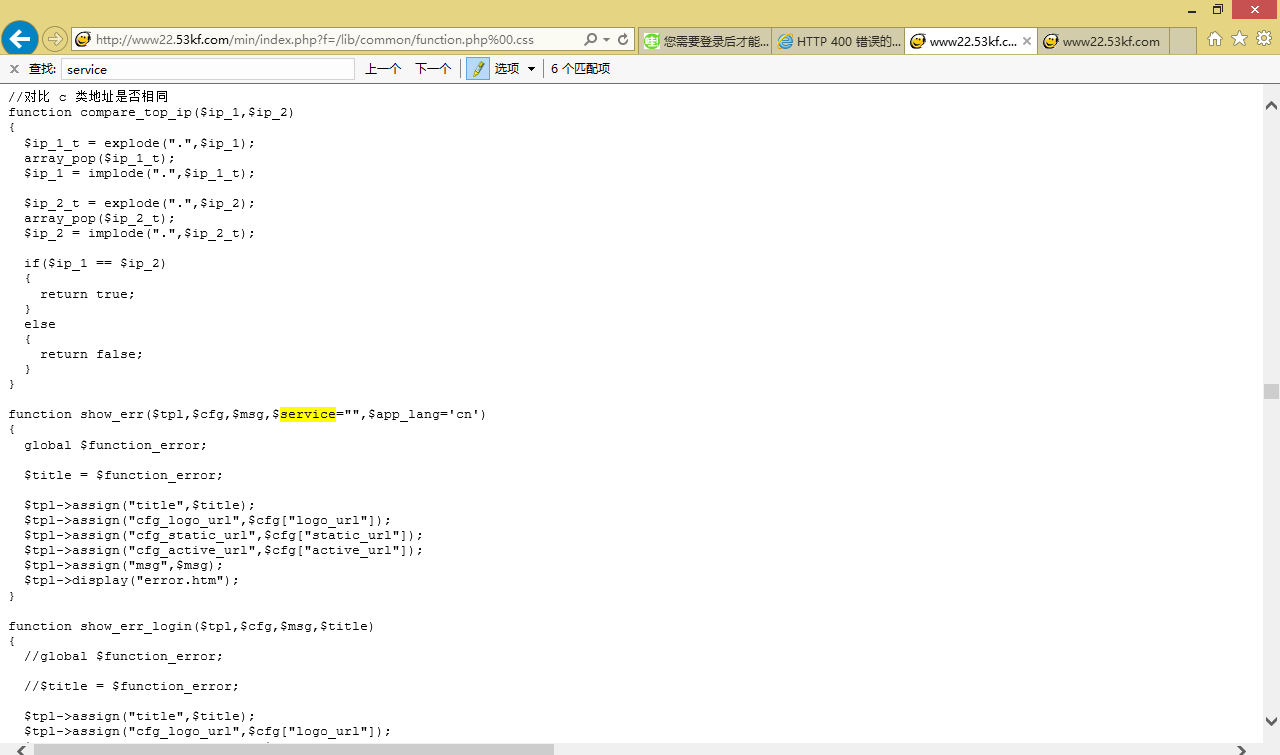 http://www22.53kf.com/min/index.php?f=/lib/common/function.php%00.css
您需要登录后才能...
HTTP 400 错误的...
www22.53kf.c...
www22.53kf.com
查找: service 上一个 下一个 选项 6 个匹配项
//对比 c 类地址是否相同
function compare_top_ip($ip_1,$ip_2)
{
  $ip_1_t = explode(".",$ip_1);
  array_pop($ip_1_t);
  $ip_1 = implode(".",$ip_1_t);

  $ip_2_t = explode(".",$ip_2);
  array_pop($ip_2_t);
  $ip_2 = implode(".",$ip_2_t);

  if($ip_1 == $ip_2)
  {
    return true;
  }
  else
  {
    return false;
  }
}

function show_err($tpl,$cfg,$msg,$service="",$app_lang='cn')
{
  global $function_error;

  $title = $function_error;

  $tpl->assign("title",$title);
  $tpl->assign("cfg_logo_url",$cfg["logo_url"]);
  $tpl->assign("cfg_static_url",$cfg["static_url"]);
  $tpl->assign("cfg_active_url",$cfg["active_url"]);
  $tpl->assign("msg",$msg);
  $tpl->display("error.htm");
}

function show_err_login($tpl,$cfg,$msg,$title)
{
  //global $function_error;

  //$title = $function_error;

  $tpl->assign("title",$title);
  $tpl->assign("cfg_logo_url",$cfg["logo_url"]);